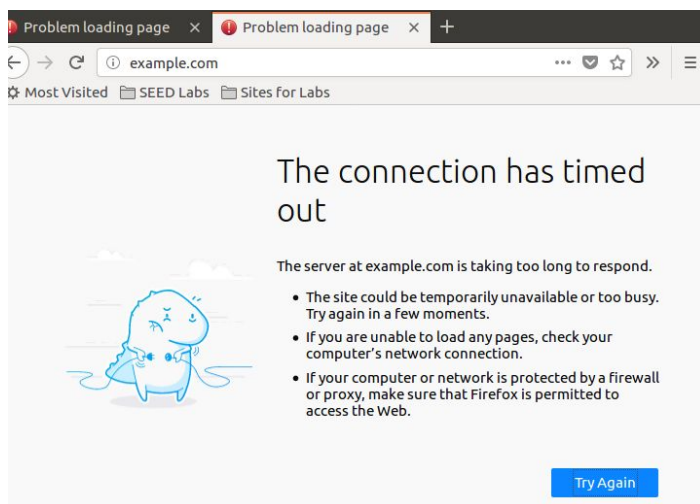 Problem loading page × Problem loading page × +
example.com
Most Visited SEED Labs Sites for Labs
The connection has timed
out
The server at example.com is taking too long to respond.
• The site could be temporarily unavailable or too busy.
Try again in a few moments.
• If you are unable to load any pages, check your
computer's network connection.
• If your computer or network is protected by a firewall
or proxy, make sure that Firefox is permitted to
access the Web.
Try Again